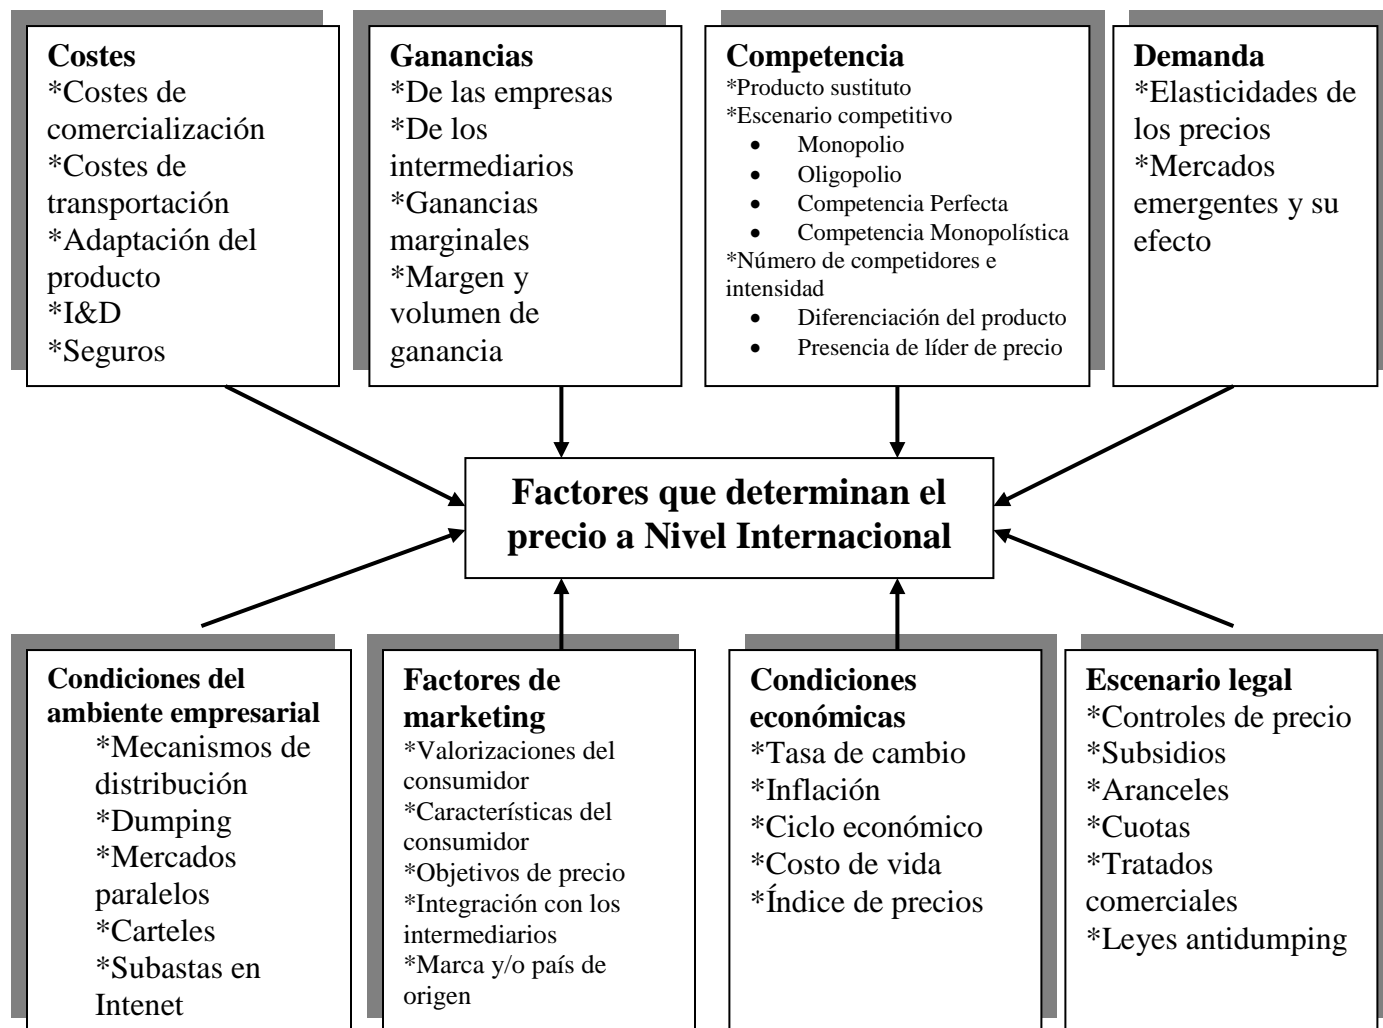 Costes
*Costes de
comercialización
*Costes de
transportación
*Adaptación del
producto
*I&D
*Seguros
Ganancias
*De las empresas
*De los
intermediarios
*Ganancias
marginales
*Margen y
volumen de
ganancia
Competencia
*Producto sustituto
*Escenario competitivo
• Monopolio
• Oligopolio
• Competencia Perfecta
• Competencia Monopolística
*Número de competidores e
intensidad
• Diferenciación del producto
• Presencia de líder de precio
Demanda
*Elasticidades de
los precios
*Mercados
emergentes y su
efecto
Factores que determinan el
precio a Nivel Internacional
Condiciones del
ambiente empresarial
*Mecanismos de
distribución
*Dumping
*Mercados
paralelos
*Carteles
*Subastas en
Intenet
Factores de
marketing
*Valorizaciones del
consumidor
*Características del
consumidor
*Objetivos de precio
*Integración con los
intermediarios
*Marca y/o país de
origen
Condiciones
económicas
*Tasa de cambio
*Inflación
*Ciclo económico
*Costo de vida
*Índice de precios
Escenario legal
*Controles de precio
*Subsidios
*Aranceles
*Cuotas
*Tratados
comerciales
*Leyes antidumping